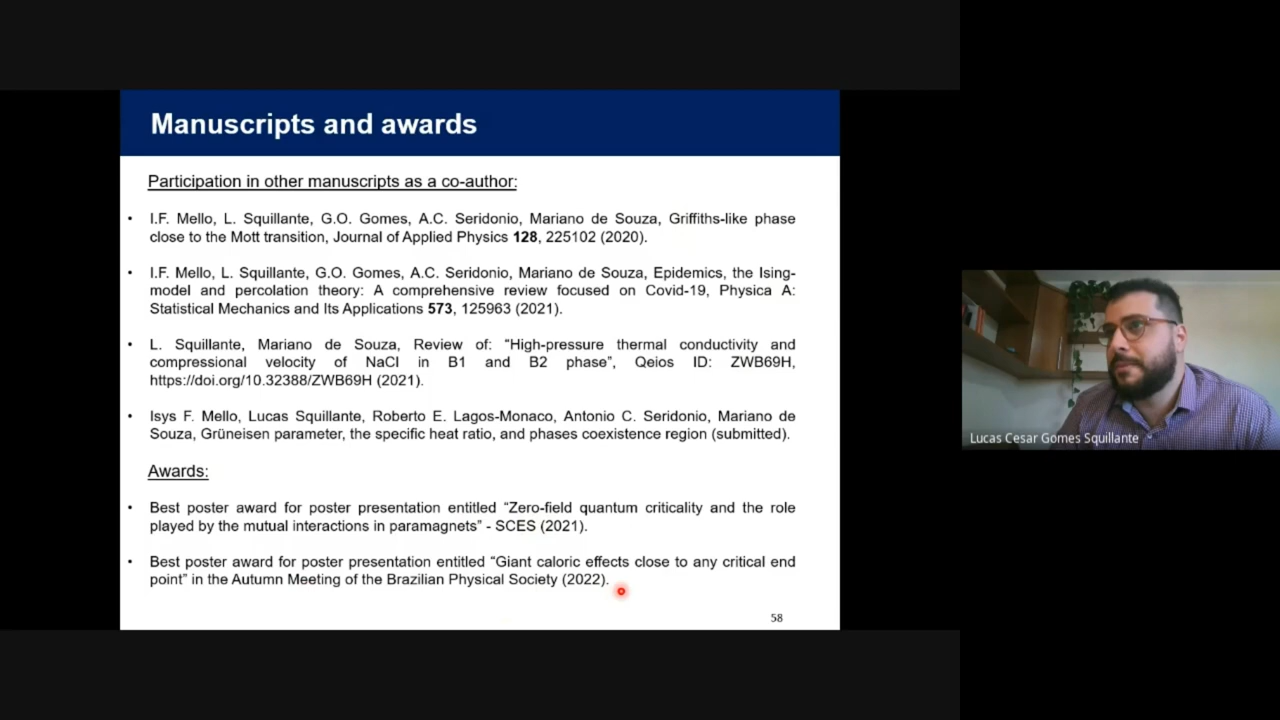 Manuscripts and awards
Participation in other manuscripts as a co-author:
• I.F. Mello, L. Squillante, G.O. Gomes, A.C. Seridonio, Mariano de Souza, Griffiths-like phase
close to the Mott transition, Journal of Applied Physics 128, 225102 (2020).
• I.F. Mello, L. Squillante, G.O. Gomes, A.C. Seridonio, Mariano de Souza, Epidemics, the Ising-
model and percolation theory: A comprehensive review focused on Covid-19, Physica A:
Statistical Mechanics and Its Applications 573, 125963 (2021).
• L. Squillante, Mariano de Souza, Review of: “High-pressure thermal conductivity and
compressional velocity of NaCl in B1 and B2 phase”, Qeios ID: ZWB69H,
https://doi.org/10.32388/ZWB69H (2021).
• Isys F. Mello, Lucas Squillante, Roberto E. Lagos-Monaco, Antonio C. Seridonio, Mariano de
Souza, Grüneisen parameter, the specific heat ratio, and phases coexistence region (submitted).
Awards:
• Best poster award for poster presentation entitled “Zero-field quantum criticality and the role
played by the mutual interactions in paramagnets” - SCES (2021).
• Best poster award for poster presentation entitled “Giant caloric effects close to any critical end
point” in the Autumn Meeting of the Brazilian Physical Society (2022).
58
Lucas Cesar Gomes Squillante